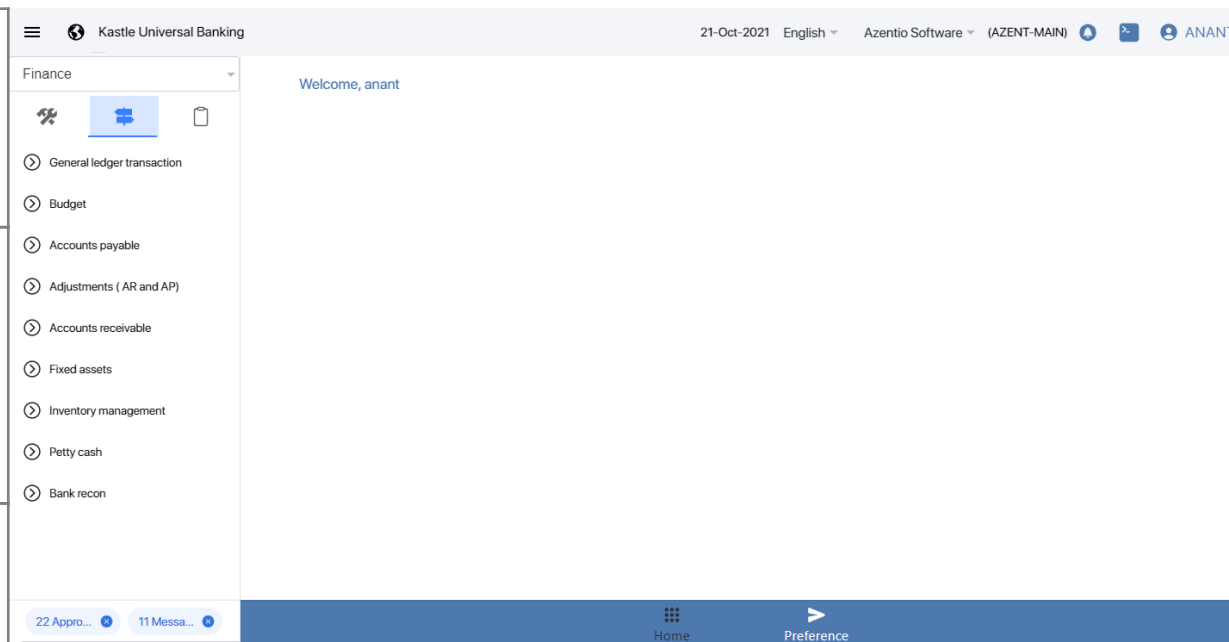 Kastle Universal Banking
21-Oct-2021 English Azentio Software (AZENT-MAIN) ANANT
Finance
Welcome, anant
General ledger transaction
Budget
Accounts payable
Adjustments ( AR and AP)
Accounts receivable
Fixed assets
Inventory management
Petty cash
Bank recon
22 Appro... 11 Messa...
Home Preference